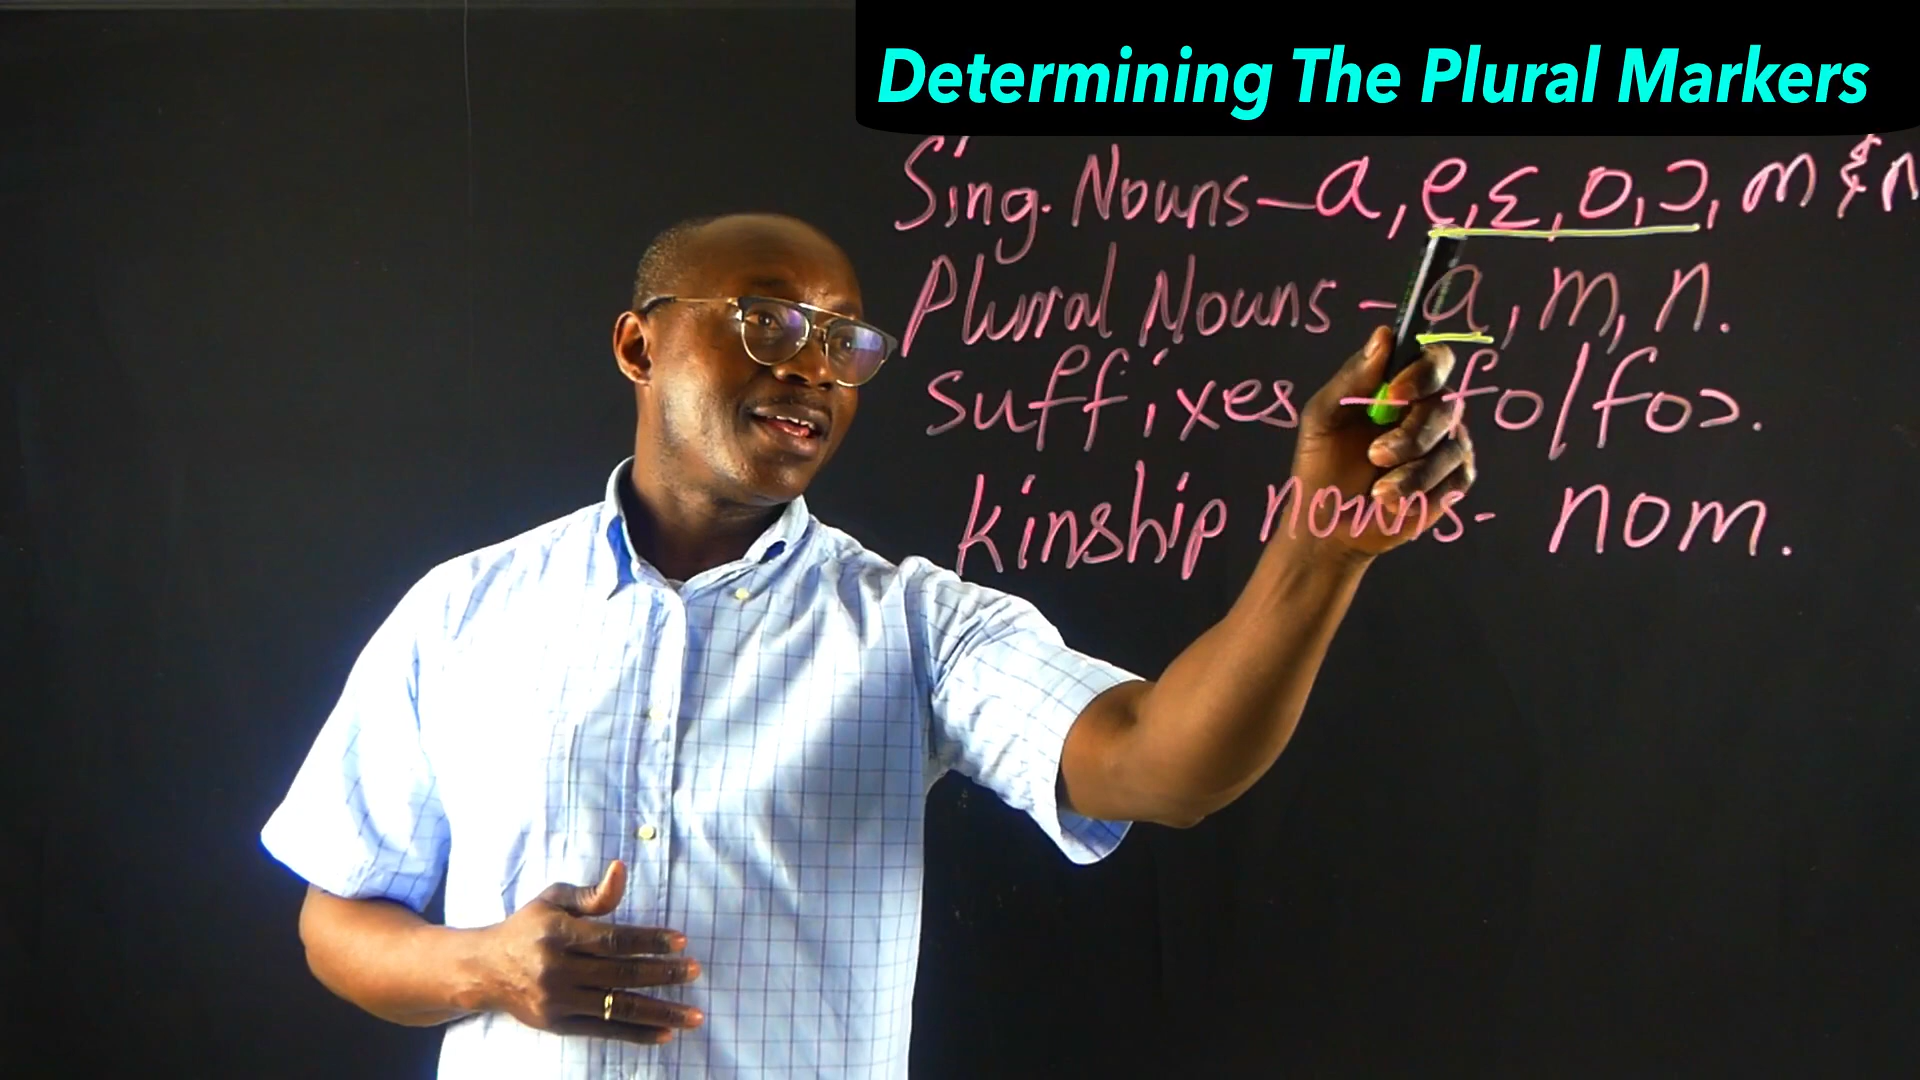 Determining The Plural Markers
Sing. Nouns - a, e, ɛ, o, ɔ, m & n
Plural Nouns - a, m, n.
Suffixes - fo/foɔ.
Kinship nouns - nom.